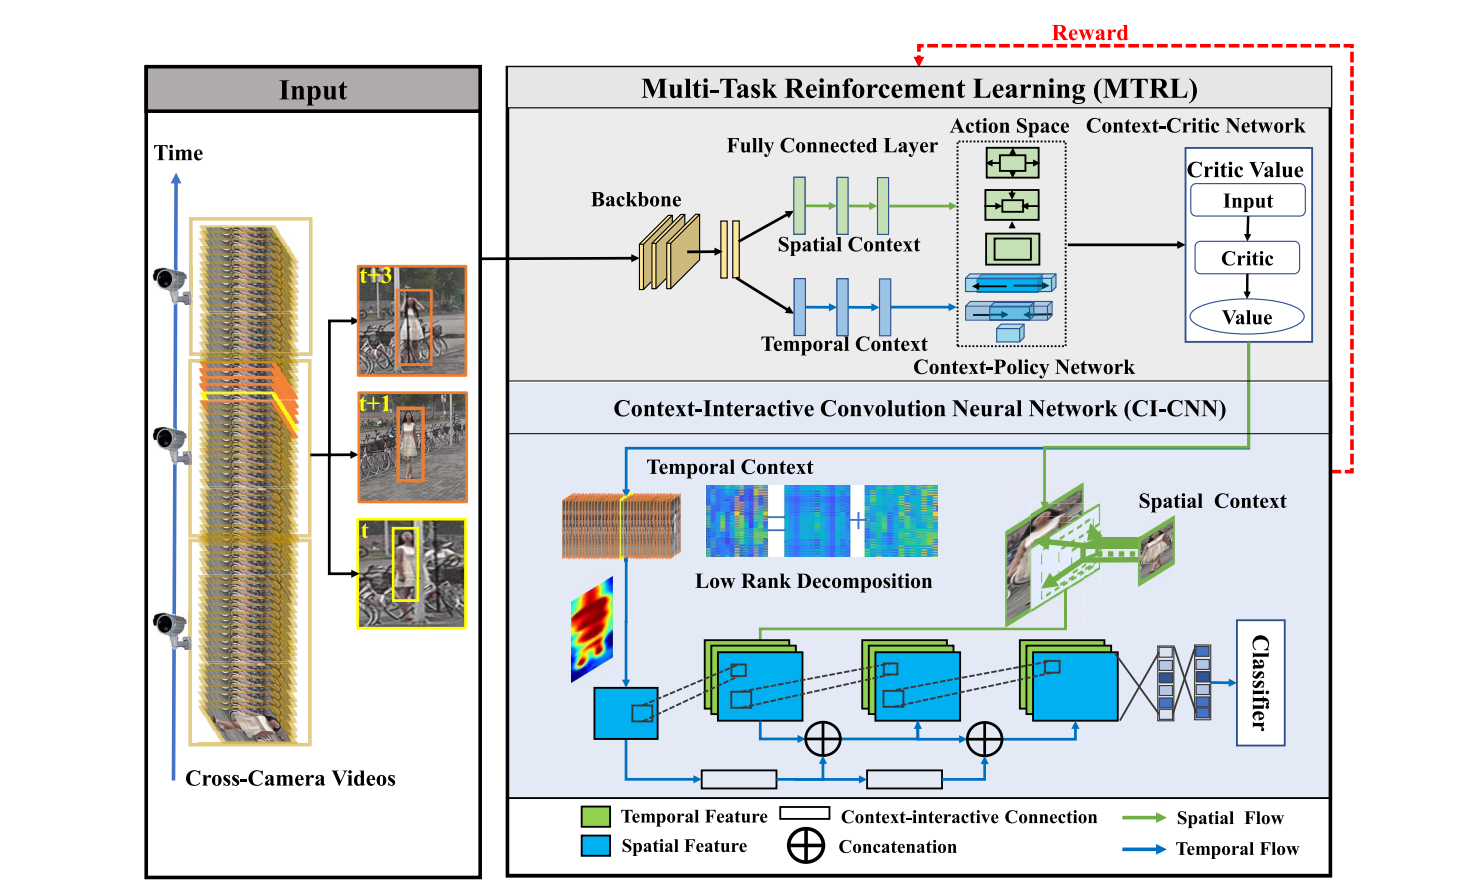 Reward
Input
Multi-Task Reinforcement Learning (MTRL)
Time
t+3
t+1
t
Cross-Camera Videos
Backbone
Fully Connected Layer
Spatial Context
Temporal Context
Action Space
Context-Policy Network
Context-Critic Network
Critic Value
Input
Critic
Value
Context-Interactive Convolution Neural Network (CI-CNN)
Temporal Context
Low Rank Decomposition
Spatial Context
Classifier
Temporal Feature
Context-interactive Connection
Spatial Flow
Spatial Feature
Concatenation
Temporal Flow